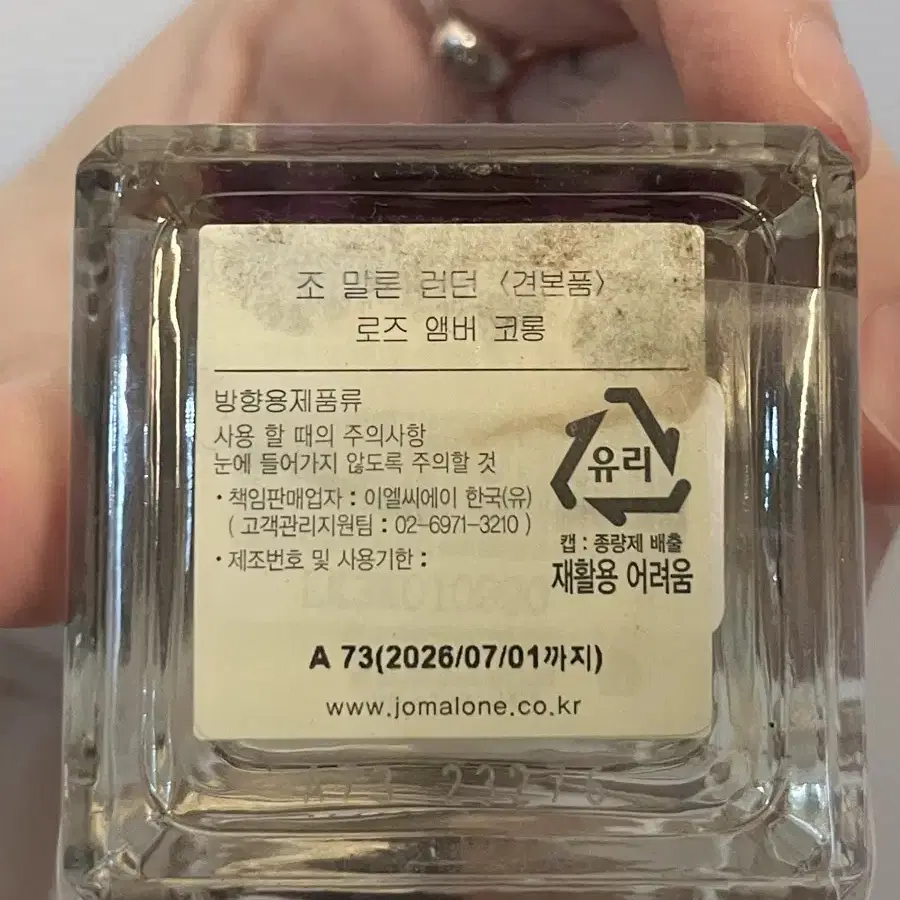 조 말론 런던 <견본품>
로즈 앰버 코롱
방향용제품류
사용 할 때의 주의사항
눈에 들어가지 않도록 주의할 것
• 책임판매업자 : 이엘씨에이 한국(유)
( 고객관리지원팀 : 02-6971-3210 )
• 제조번호 및 사용기한 :
유리
캡 : 종량제 배출
재활용 어려움
A 73(2026/07/01까지)
www.jomalone.co.kr